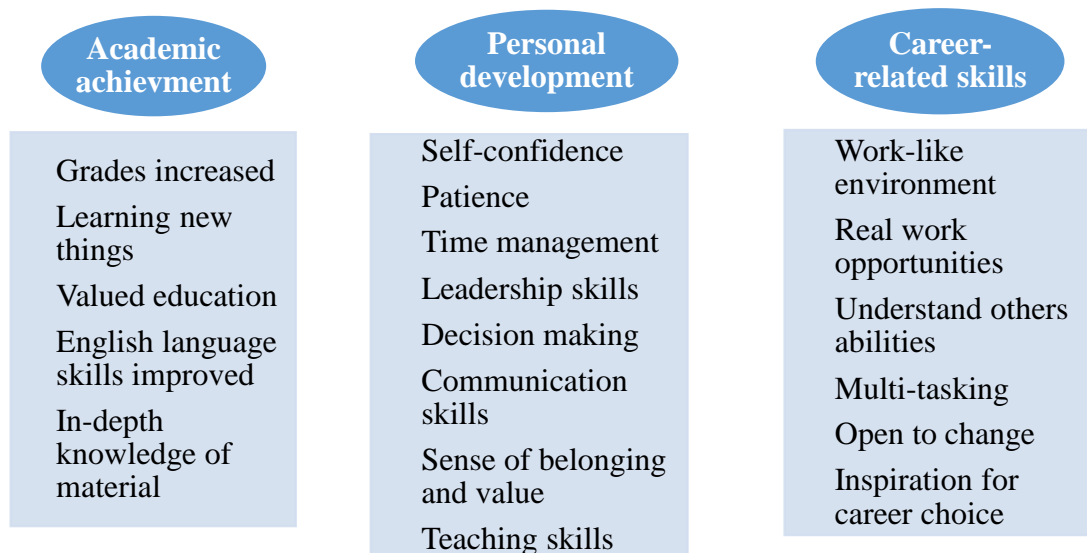 Academic
achievment
Grades increased
Learning new
things
Valued education
English language
skills improved
In-depth
knowledge of
material
Personal
development
Self-confidence
Patience
Time management
Leadership skills
Decision making
Communication
skills
Sense of belonging
and value
Teaching skills
Career-
related skills
Work-like
environment
Real work
opportunities
Understand others
abilities
Multi-tasking
Open to change
Inspiration for
career choice